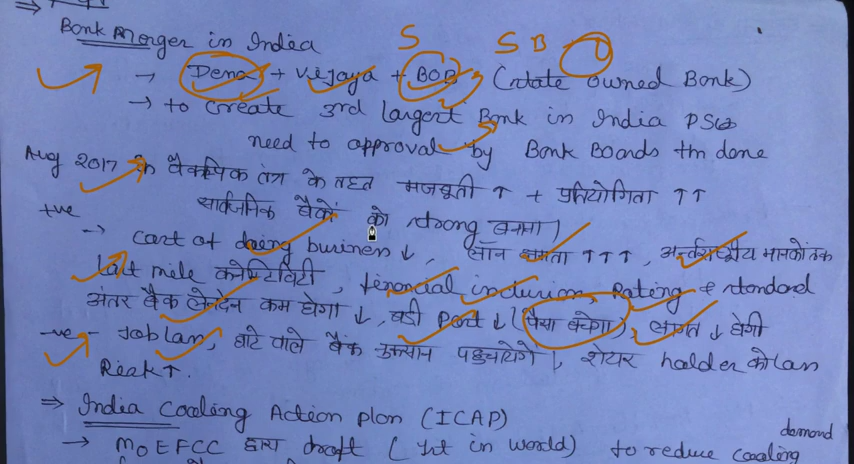 ⇒
S SB
Bank Merger in India
→ Dena + Vijaya + BOB (state owned Bank)
→ to create 3rd largest Bank in India PSB
need to approval by Bank Boards then done
Aug 2017 के वैकल्पिक तंत्र के तहत मजबूती ↑ + प्रतियोगिता ↑↑
सार्वजनिक बैंकों को strong बनाना।
+ve → cost of doing business ↓, लॉन क्षमता ↑↑↑, अन्तर्राष्ट्रीय मानकों तक
last mile कनेक्टिविटी, financial inclusion, Rating & standard
अंतर बैंक लेनदेन कम होगा ↓, बडी post ↓ (पैसा बचेगा), लागत ↓ होगी
-ve - Job loss, घाटे वाले बैंक नुकसान पहुचायेगे ↓, शेयर holder को loss
Risk ↑.
⇒ India Cooling Action plan (ICAP)
demand
→ MOEFCC द्वारा draft (1st in world) to reduce cooling